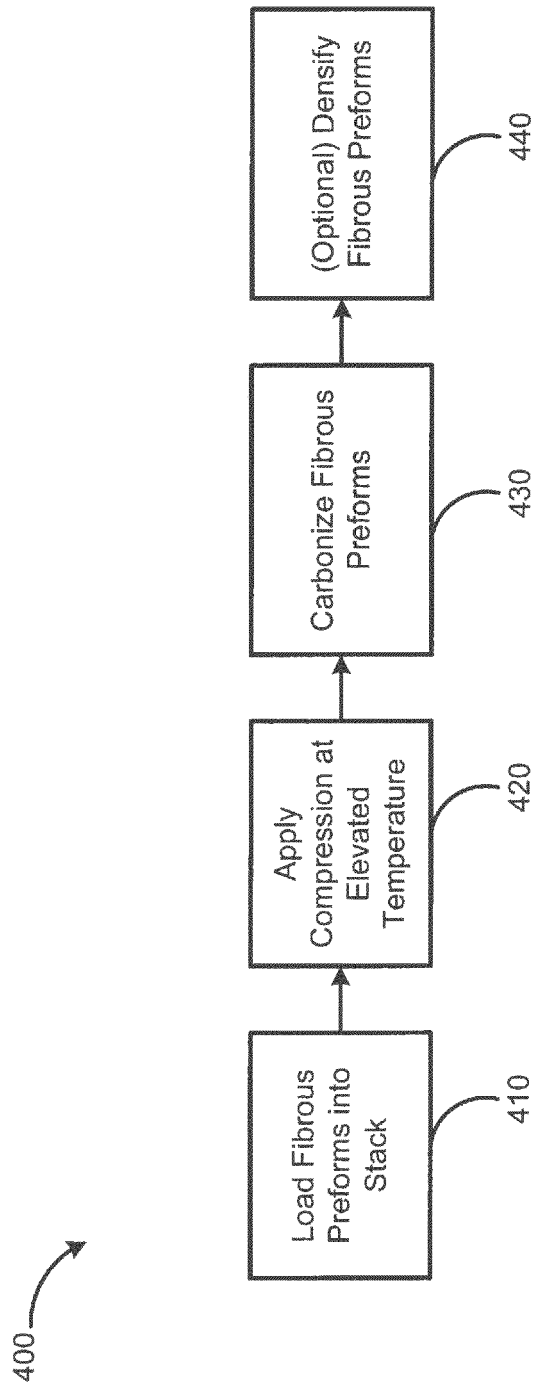 400
Load Fibrous
Preforms into
Stack
410
Apply
Compression at
Elevated
Temperature
420
Carbonize Fibrous
Preforms
430
(Optional) Densify
Fibrous Preforms
440